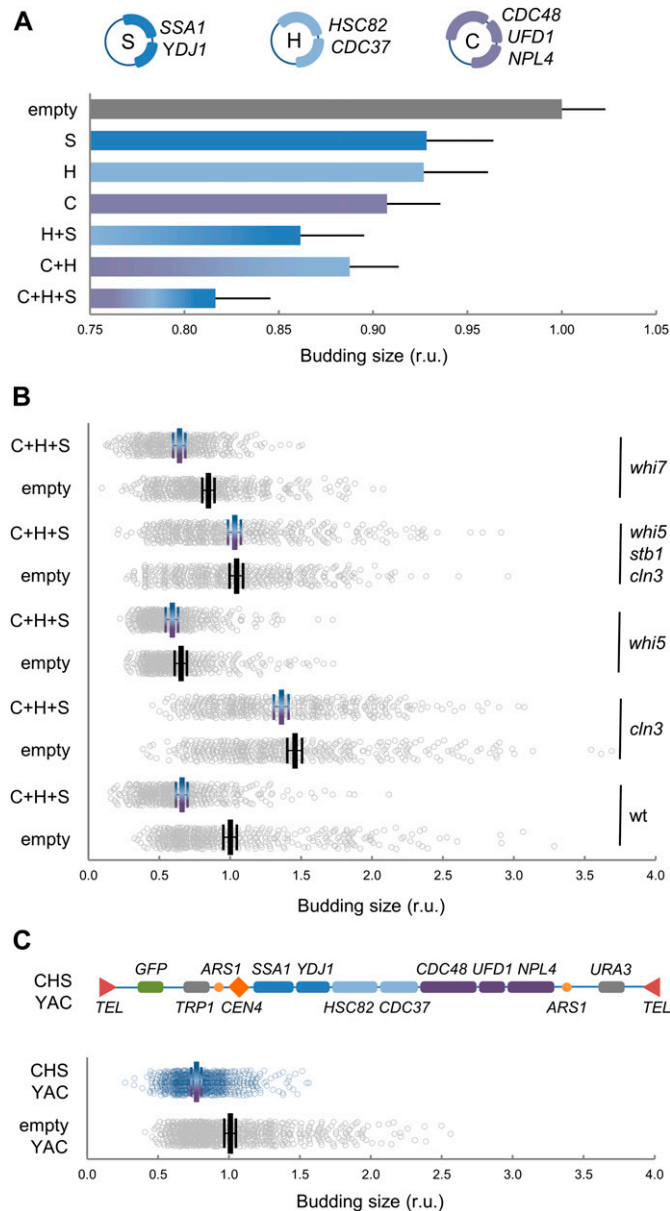 A
S
SSA1
YDJ1
H
HSC82
CDC37
C
CDC48
UFD1
NPL4
empty
S
H
C
H+S
C+H
C+H+S
0.75 0.80 0.85 0.90 0.95 1.00 1.05
Budding size (r.u.)
B
C+H+S
empty
whi7
C+H+S
empty
whi5
stb1
cln3
C+H+S
empty
whi5
C+H+S
empty
cln3
C+H+S
empty
wt
0.0 0.5 1.0 1.5 2.0 2.5 3.0 3.5 4.0
Budding size (r.u.)
C
CHS
YAC
GFP ARS1 SSA1 YDJ1 CDC48 UFD1 NPL4 URA3
TEL TRP1 CEN4 HSC82 CDC37 ARS1 TEL
CHS
YAC
empty
YAC
0.0 0.5 1.0 1.5 2.0 2.5 3.0 3.5 4.0
Budding size (r.u.)